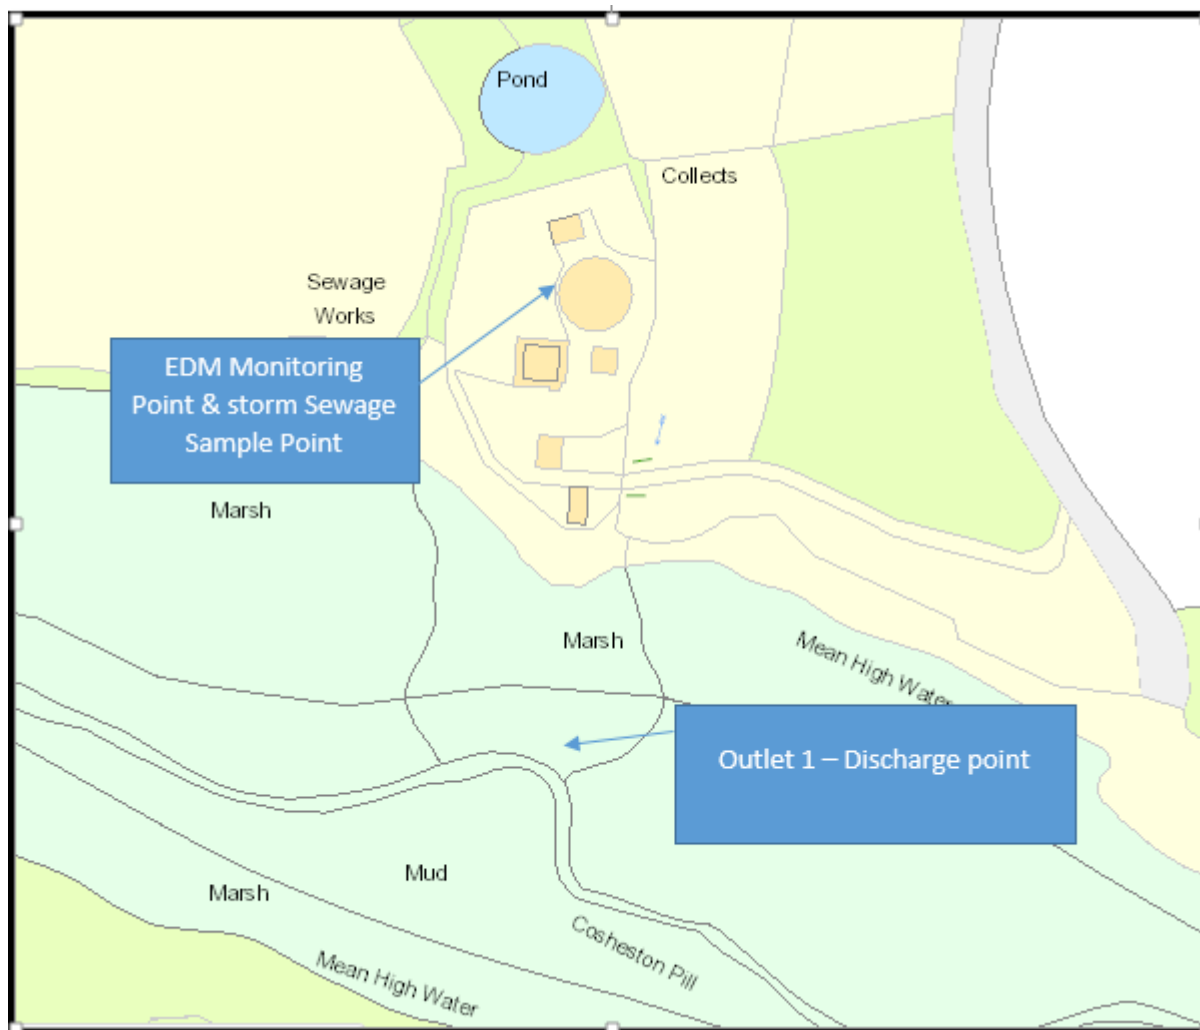 Pond
Collects
Sewage
Works
EDM Monitoring
Point & storm Sewage
Sample Point
Marsh
Marsh
Mean High Water
Outlet 1 – Discharge point
Mud
Marsh
Cosheston Pill
Mean High Water